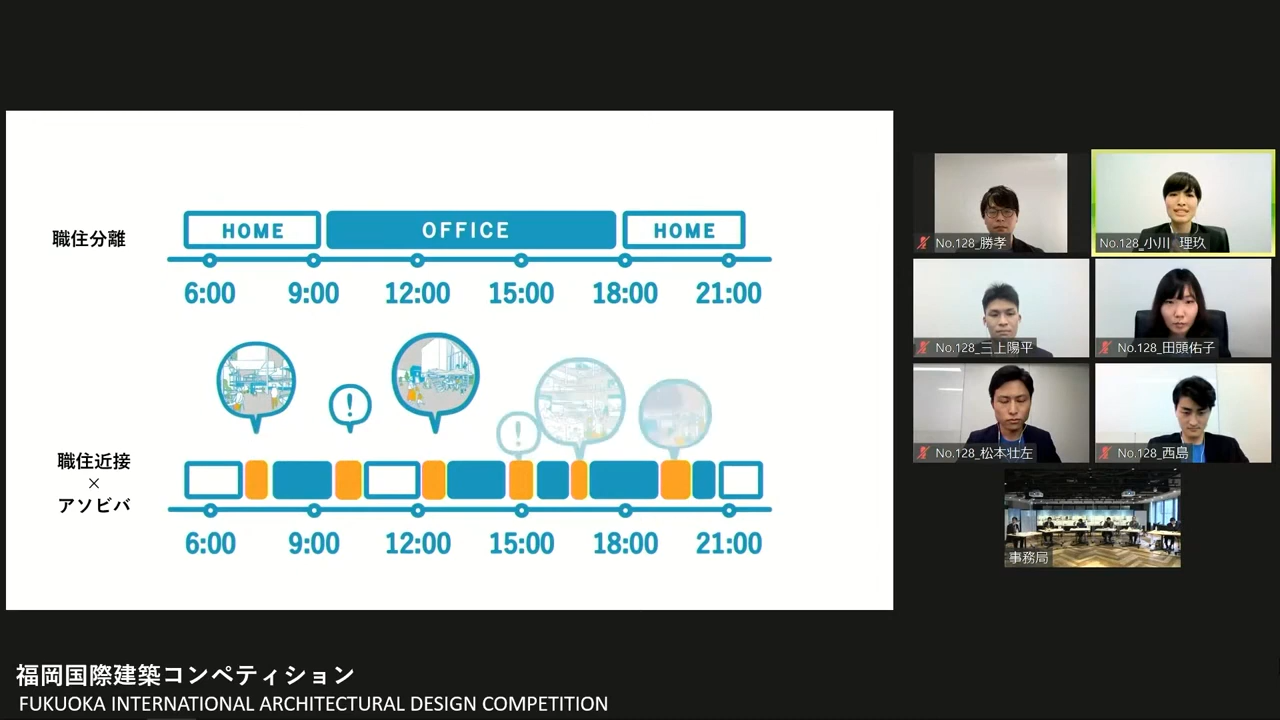 職住分離
HOME
OFFICE
HOME
6:00 9:00 12:00 15:00 18:00 21:00
!
!
職住近接
×
アソビバ
6:00 9:00 12:00 15:00 18:00 21:00
No.128_勝孝
No.128_小川 理玖
No.128_三上陽平
No.128_田頭佑子
No.128_松本壮左
No.128_西島
事務局
福岡国際建築コンペティション
FUKUOKA INTERNATIONAL ARCHITECTURAL DESIGN COMPETITION